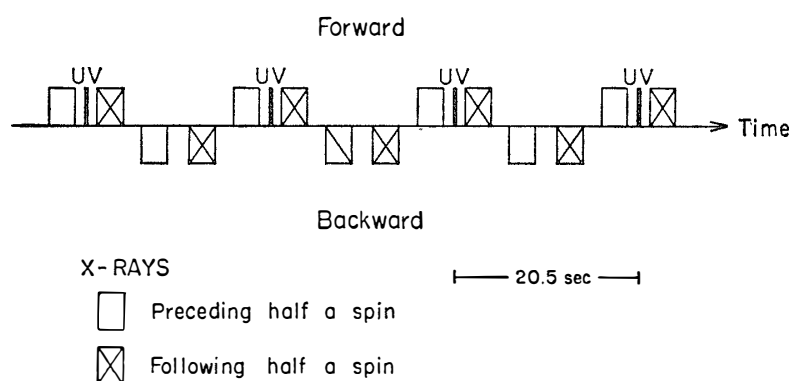 Forward
UV UV UV UV
Time
Backward
X-RAYS
20.5 sec
Preceding half a spin
Following half a spin